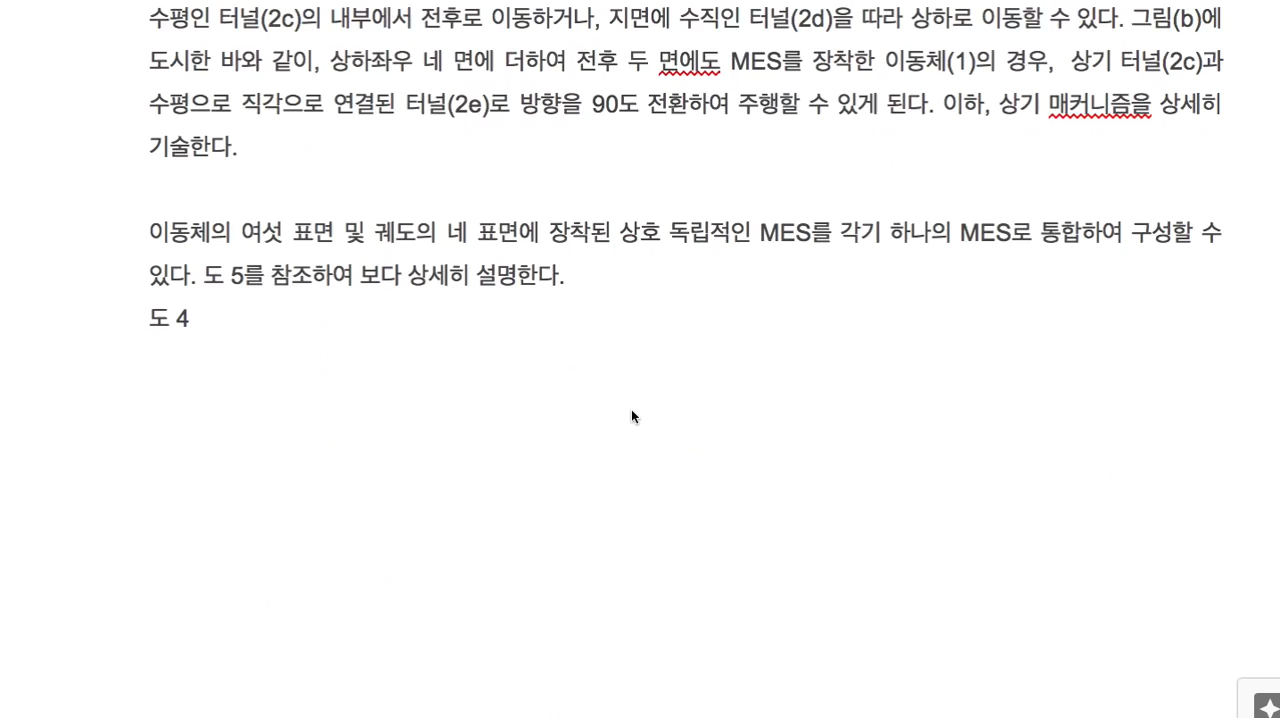 수평인 터널(2c)의 내부에서 전후로 이동하거나, 지면에 수직인 터널(2d)을 따라 상하로 이동할 수 있다. 그림(b)에
도시한 바와 같이, 상하좌우 네 면에 더하여 전후 두 면에도 MES를 장착한 이동체(1)의 경우, 상기 터널(2c)과
수평으로 직각으로 연결된 터널(2e)로 방향을 90도 전환하여 주행할 수 있게 된다. 이하, 상기 매커니즘을 상세히
기술한다.
이동체의 여섯 표면 및 궤도의 네 표면에 장착된 상호 독립적인 MES를 각기 하나의 MES로 통합하여 구성할 수
있다. 도 5를 참조하여 보다 상세히 설명한다.
도 4